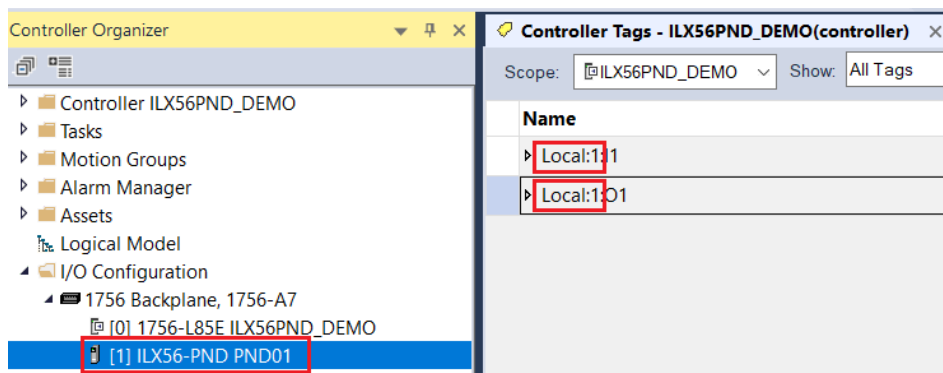 Controller Organizer
Controller ILX56PND_DEMO
Tasks
Motion Groups
Alarm Manager
Assets
Logical Model
I/O Configuration
1756 Backplane, 1756-A7
[0] 1756-L85E ILX56PND_DEMO
[1] ILX56-PND PND01
Controller Tags - ILX56PND_DEMO(controller)
Scope: ILX56PND_DEMO Show: All Tags
Name
Local:1:I1
Local:1:O1